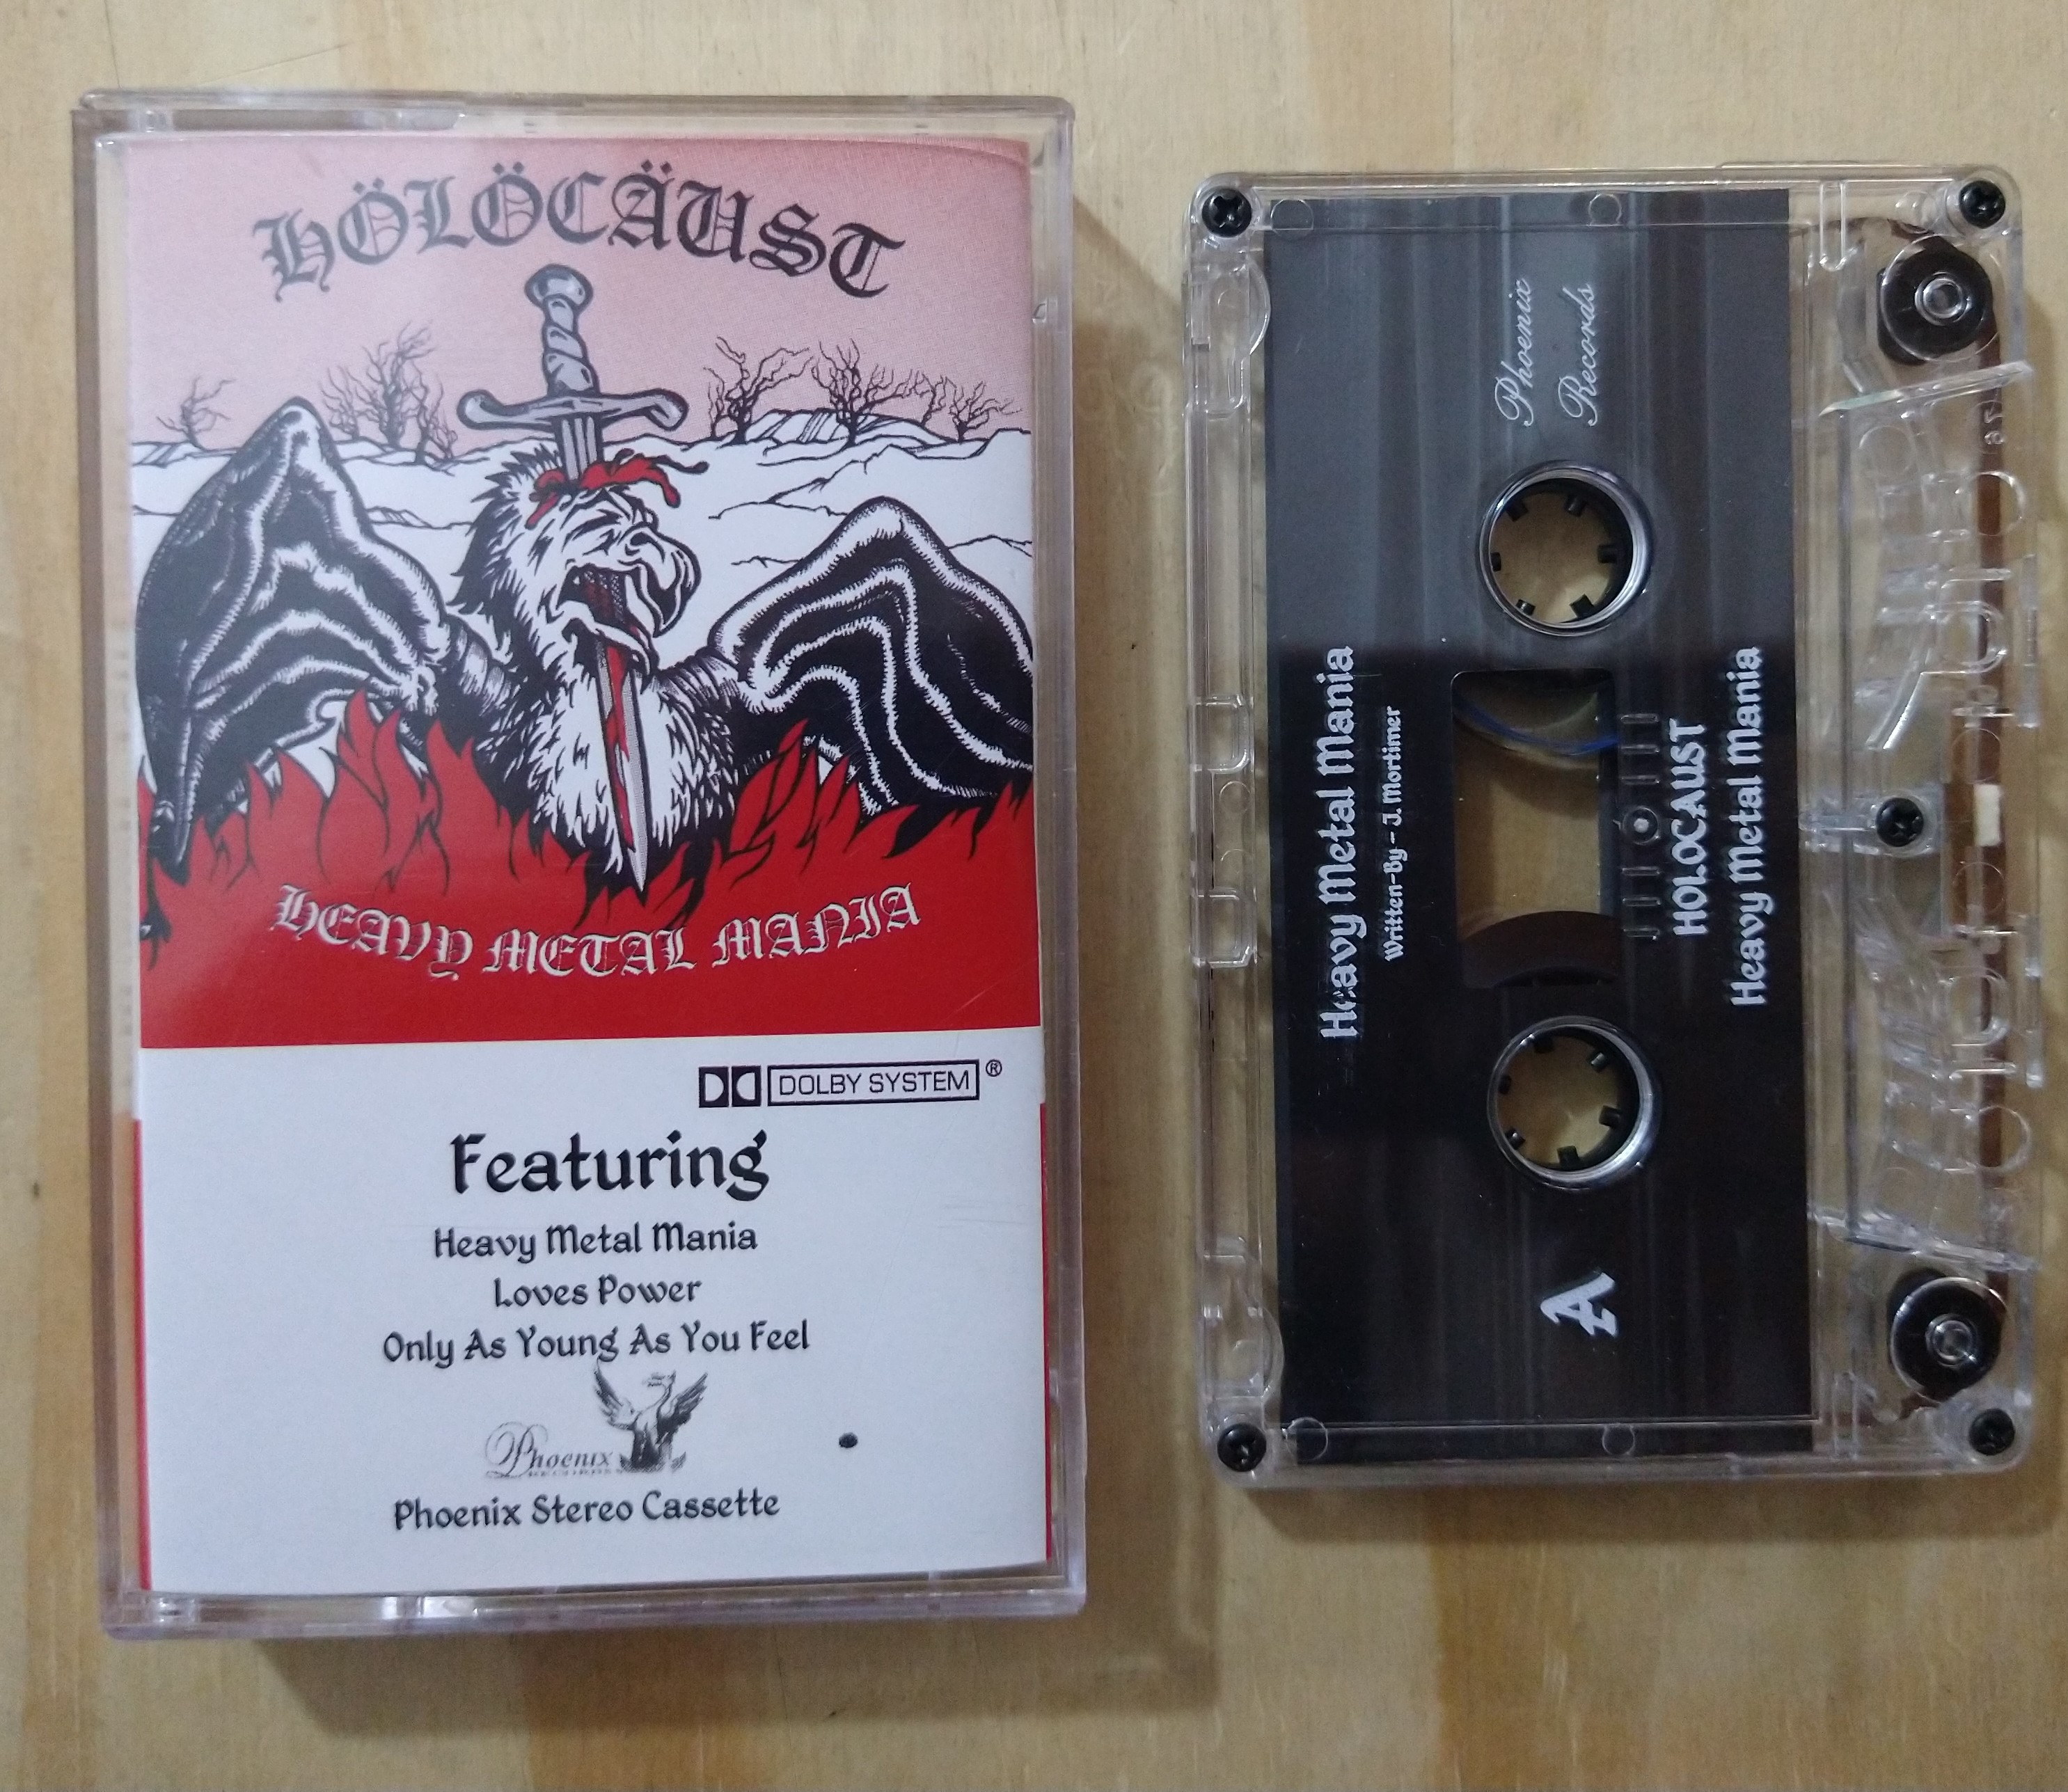 HÖLÖCÄUST
HEAVY METAL MANIA
DOLBY SYSTEM ®
Featuring
Heavy Metal Mania
Loves Power
Only As Young As You Feel
Phoenix
Phoenix Stereo Cassette
Heavy Metal Mania
Written-By - J. Mortimer
Phoenix
Records
A
HOLOCAUST
Heavy Metal Mania